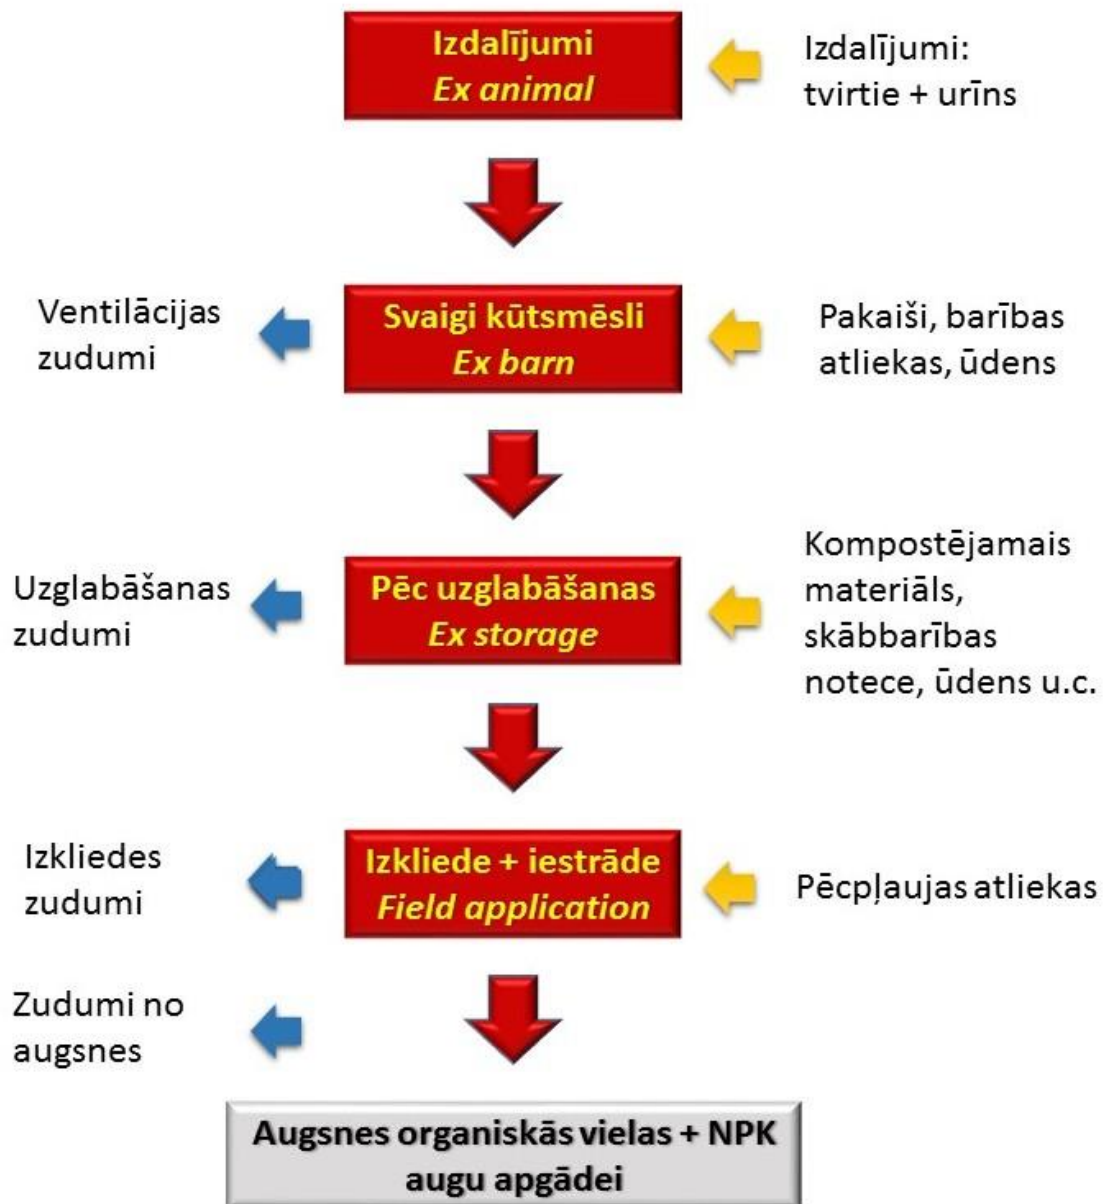 Izdalījumi
Ex animal
Izdalījumi:
tvirtie + urīns
Ventilācijas
zudumi
Svaigi kūtsmēsli
Ex barn
Pakaiši, barības
atliekas, ūdens
Uzglabāšanas
zudumi
Pēc uzglabāšanas
Ex storage
Kompostējamais
materiāls,
skābbarības
notece, ūdens u.c.
Izkliedes
zudumi
Izkliede + iestrāde
Field application
Pēcpļaujas atliekas
Zudumi no
augsnes
Augsnes organiskās vielas + NPK
augu apgādei